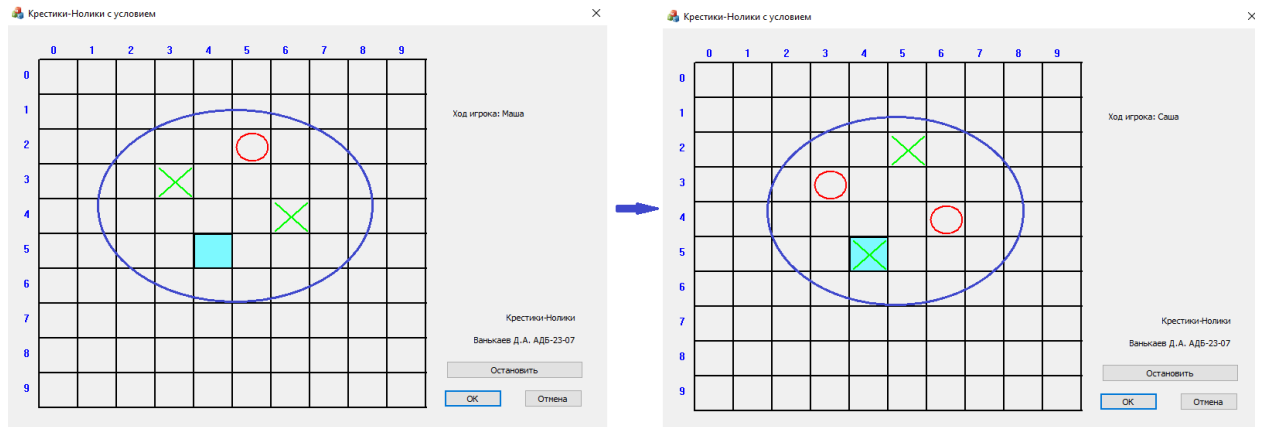 Крестики-Нолики с условием
0 1 2 3 4 5 6 7 8 9
0
1
Ход игрока: Маша
2
3
4
5
6
7
Крестики-Нолики
Ванькаев Д.А. АДБ-23-07
8
Остановить
9
OK
Отмена
Крестики-Нолики с условием
0 1 2 3 4 5 6 7 8 9
0
1
Ход игрока: Саша
2
3
4
5
6
7
Крестики-Нолики
Ванькаев Д.А. АДБ-23-07
8
Остановить
9
OK
Отмена